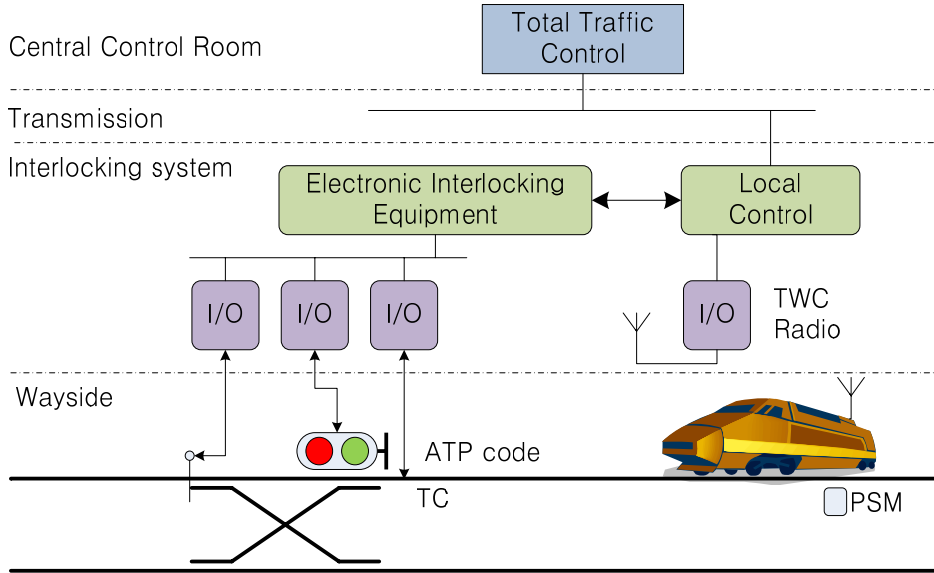 Total Traffic
Control
Central Control Room
Transmission
Interlocking system
Electronic Interlocking
Equipment
Local
Control
I/O
I/O
I/O
I/O
TWC
Radio
Wayside
ATP code
TC
PSM